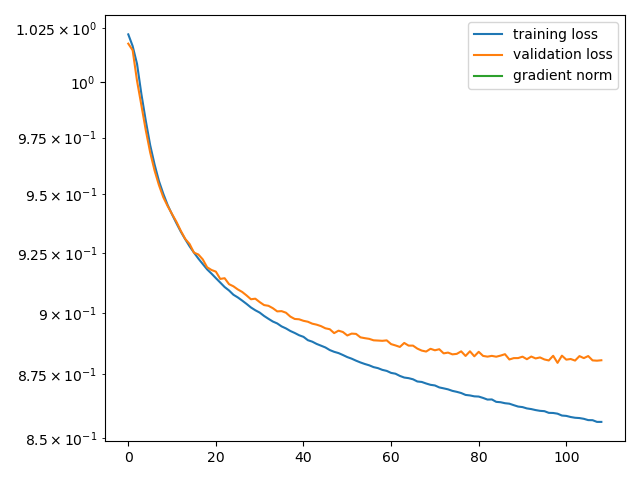 1.025 × 10⁰
10⁰
9.75 × 10⁻¹
9.5 × 10⁻¹
9.25 × 10⁻¹
9 × 10⁻¹
8.75 × 10⁻¹
8.5 × 10⁻¹
training loss
validation loss
gradient norm
0 20 40 60 80 100